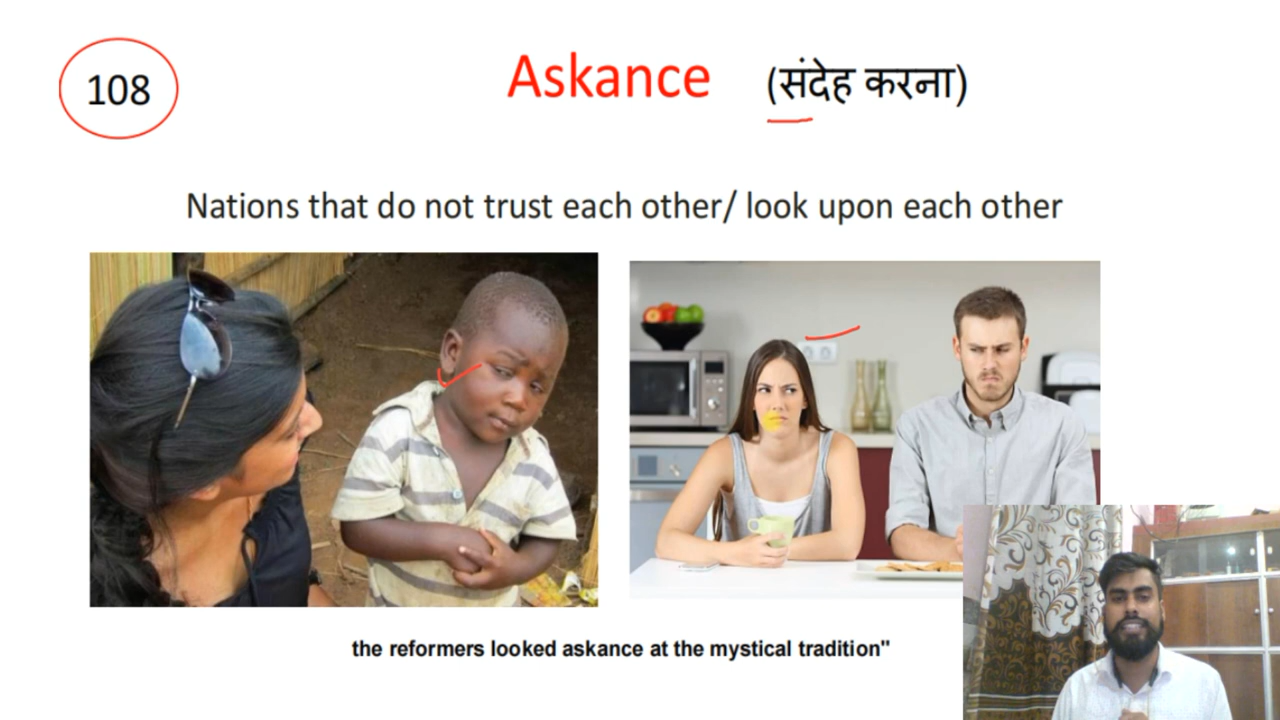 108
Askance (संदेह करना)
Nations that do not trust each other/ look upon each other
the reformers looked askance at the mystical tradition"